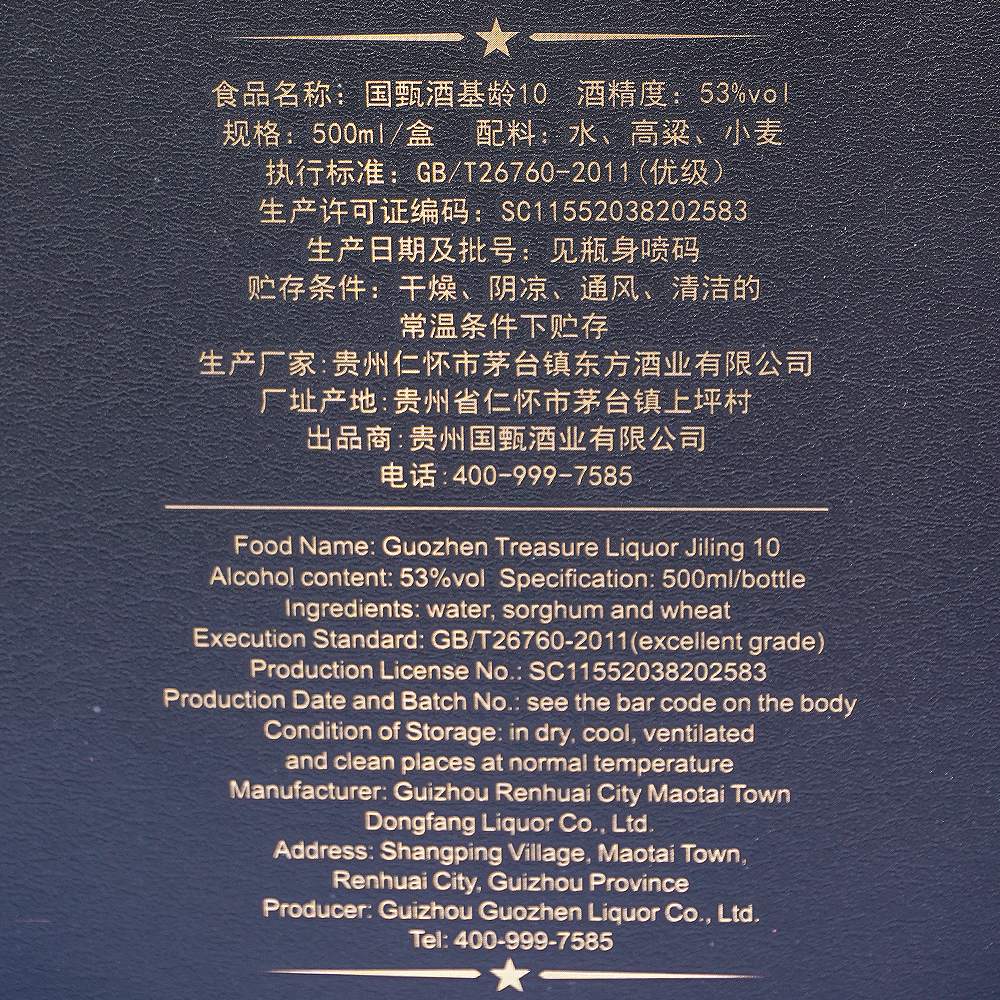 食品名称：国甄酒基龄10 酒精度：53%vol
规格：500ml/盒 配料：水、高粱、小麦
执行标准：GB/T26760-2011(优级）
生产许可证编码：SC11552038202583
生产日期及批号：见瓶身喷码
贮存条件：干燥、阴凉、通风、清洁的
常温条件下贮存
生产厂家:贵州仁怀市茅台镇东方酒业有限公司
厂址产地:贵州省仁怀市茅台镇上坪村
出品商:贵州国甄酒业有限公司
电话:400-999-7585
Food Name: Guozhen Treasure Liquor Jiling 10
Alcohol content: 53%vol Specification: 500ml/bottle
Ingredients: water, sorghum and wheat
Execution Standard: GB/T26760-2011(excellent grade)
Production License No.: SC11552038202583
Production Date and Batch No.: see the bar code on the body
Condition of Storage: in dry, cool, ventilated
and clean places at normal temperature
Manufacturer: Guizhou Renhuai City Maotai Town
Dongfang Liquor Co., Ltd.
Address: Shangping Village, Maotai Town,
Renhuai City, Guizhou Province
Producer: Guizhou Guozhen Liquor Co., Ltd.
Tel: 400-999-7585